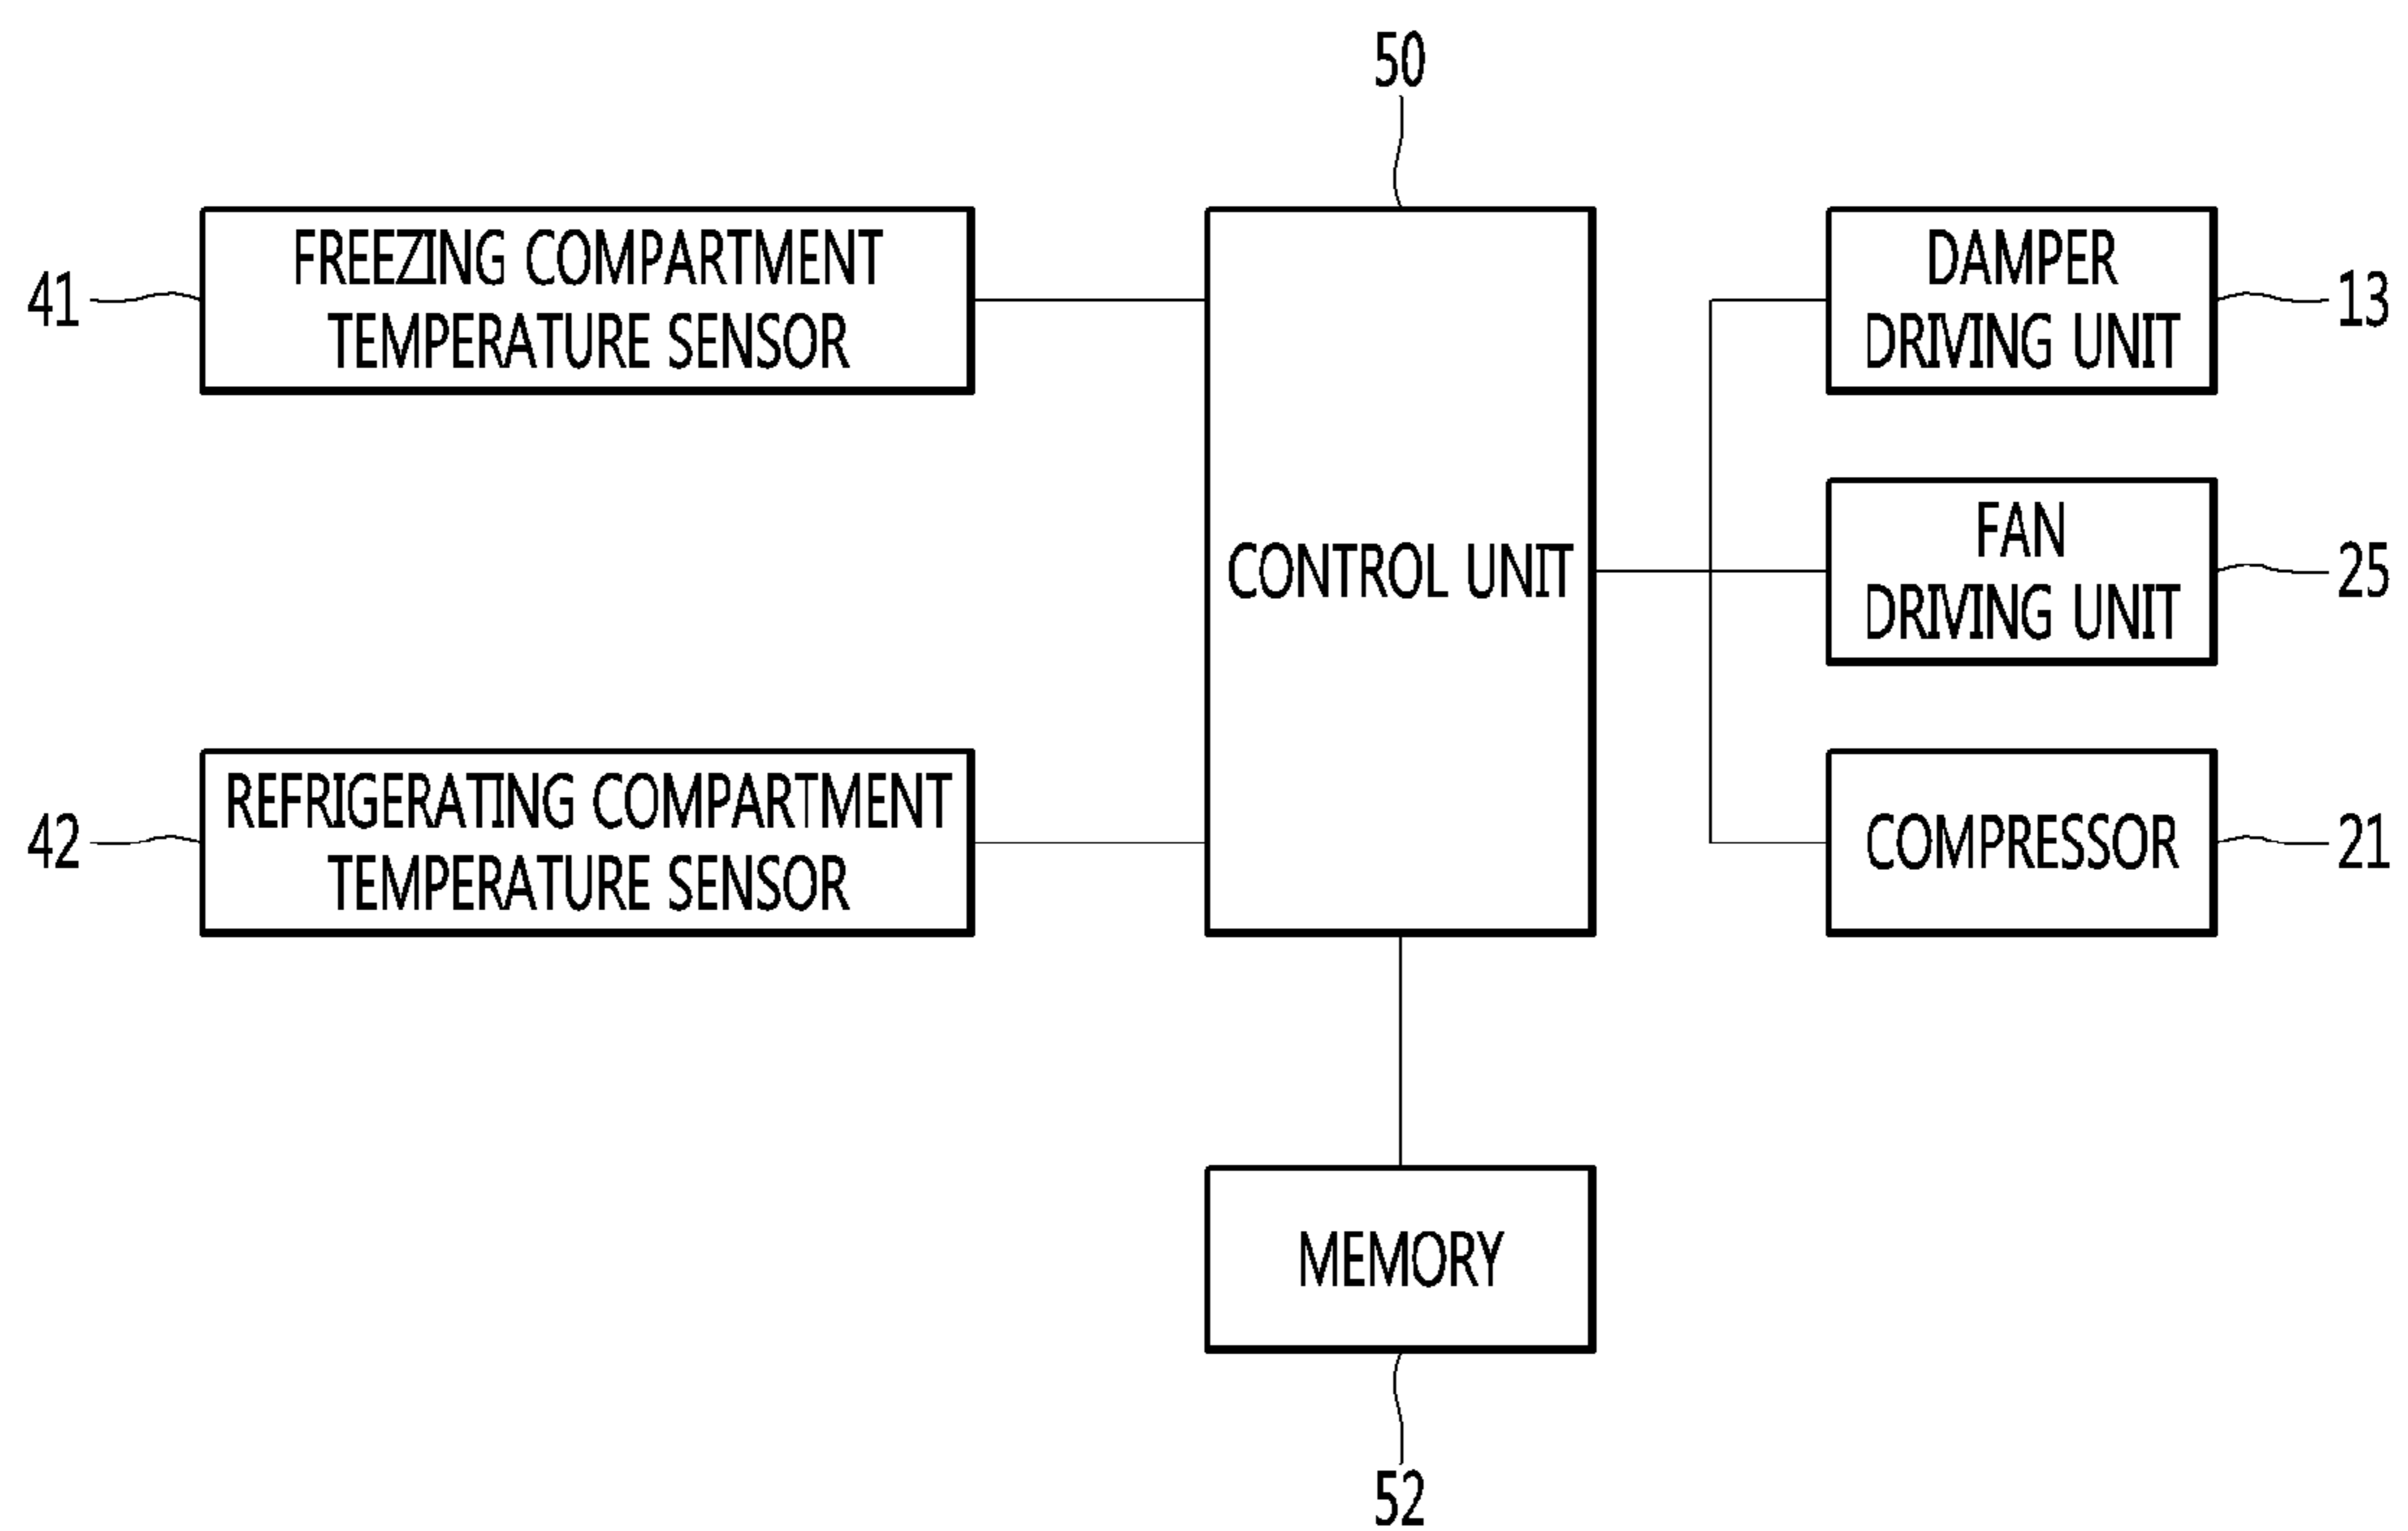 50
41
FREEZING COMPARTMENT
TEMPERATURE SENSOR
DAMPER
DRIVING UNIT
13
CONTROL UNIT
FAN
DRIVING UNIT
25
42
REFRIGERATING COMPARTMENT
TEMPERATURE SENSOR
COMPRESSOR
21
MEMORY
52